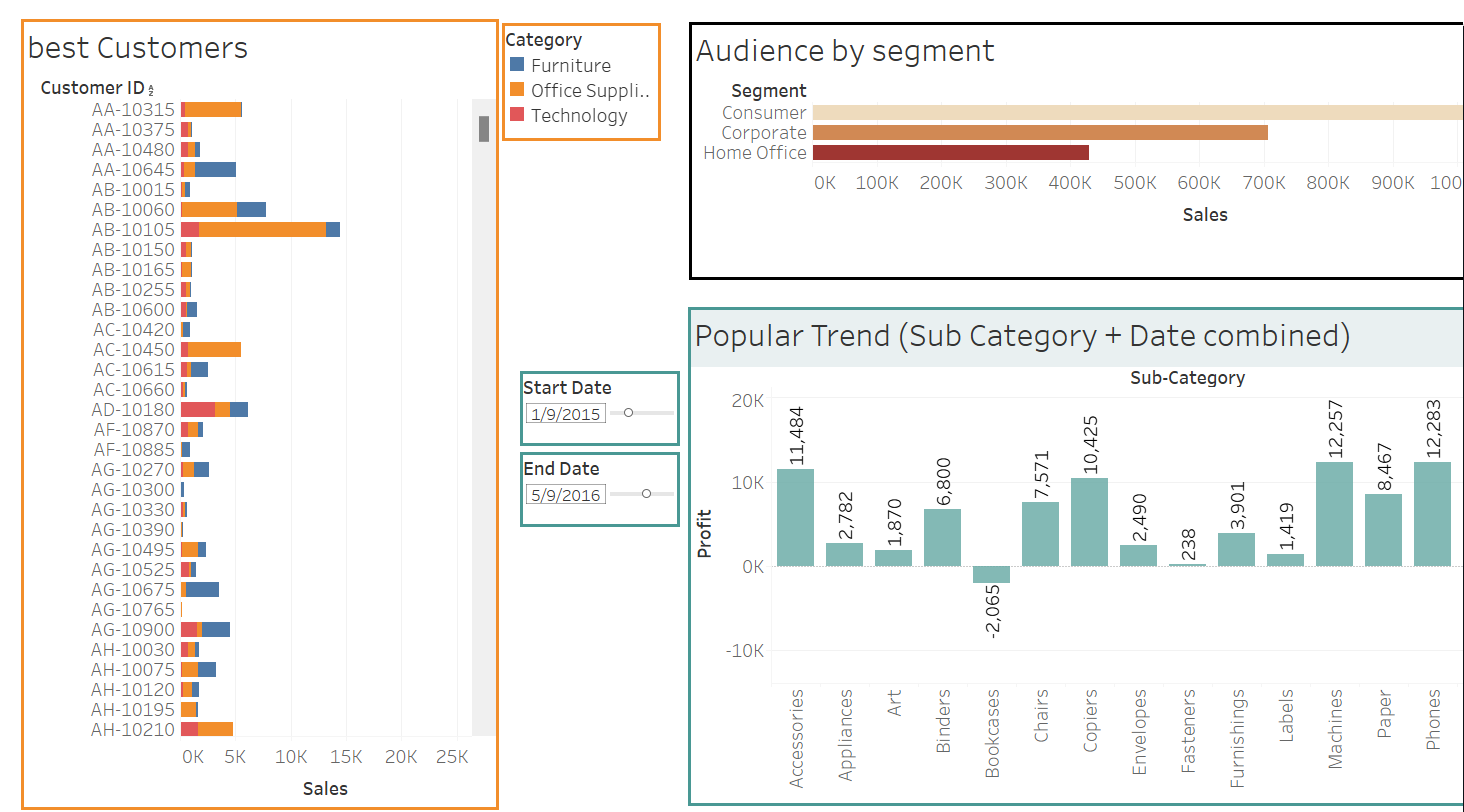 best Customers
Customer ID
AA-10315
AA-10375
AA-10480
AA-10645
AB-10015
AB-10060
AB-10105
AB-10150
AB-10165
AB-10255
AB-10600
AC-10420
AC-10450
AC-10615
AC-10660
AD-10180
AF-10870
AF-10885
AG-10270
AG-10300
AG-10330
AG-10390
AG-10495
AG-10525
AG-10675
AG-10765
AG-10900
AH-10030
AH-10075
AH-10120
AH-10195
AH-10210
0K 5K 10K 15K 20K 25K
Sales
Category
Furniture
Office Suppli..
Technology
Start Date
1/9/2015
End Date
5/9/2016
Audience by segment
Segment
Consumer
Corporate
Home Office
0K 100K 200K 300K 400K 500K 600K 700K 800K 900K 100
Sales
Popular Trend (Sub Category + Date combined)
Sub-Category
20K
10K
0K
-10K
Profit
11,484
2,782
1,870
6,800
-2,065
7,571
10,425
2,490
238
3,901
1,419
12,257
8,467
12,283
Accessories
Appliances
Art
Binders
Bookcases
Chairs
Copiers
Envelopes
Fasteners
Furnishings
Labels
Machines
Paper
Phones